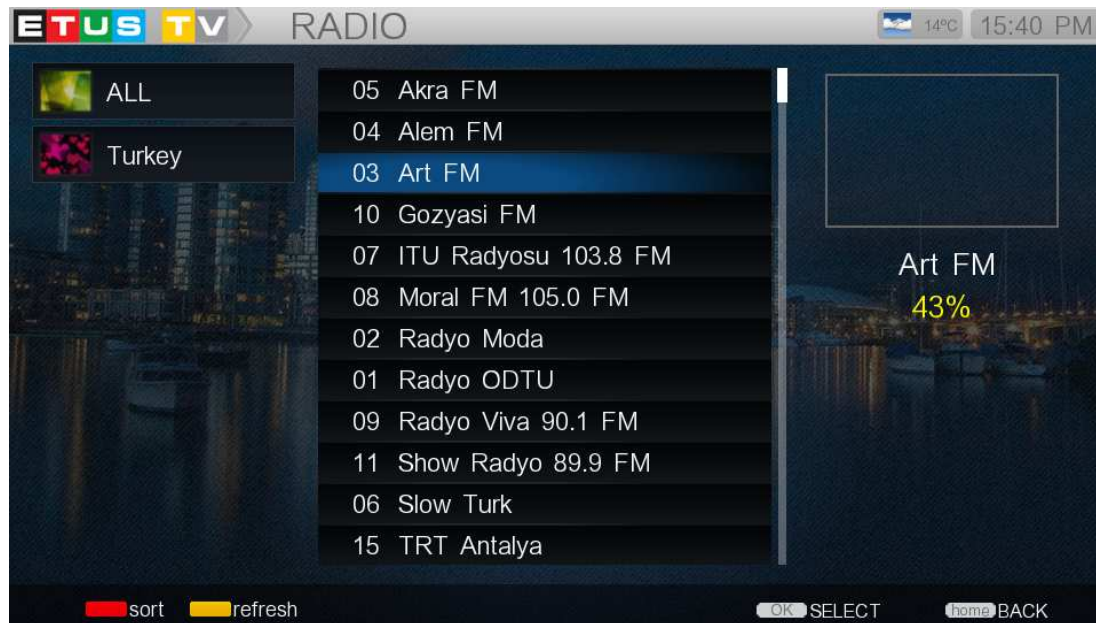 ETUS TV RADIO 14°C 15:40 PM
ALL
Turkey
05 Akra FM
04 Alem FM
03 Art FM
10 Gozyasi FM
07 ITU Radyosu 103.8 FM
08 Moral FM 105.0 FM
02 Radyo Moda
01 Radyo ODTU
09 Radyo Viva 90.1 FM
11 Show Radyo 89.9 FM
06 Slow Turk
15 TRT Antalya
Art FM
43%
sort refresh OK SELECT home BACK